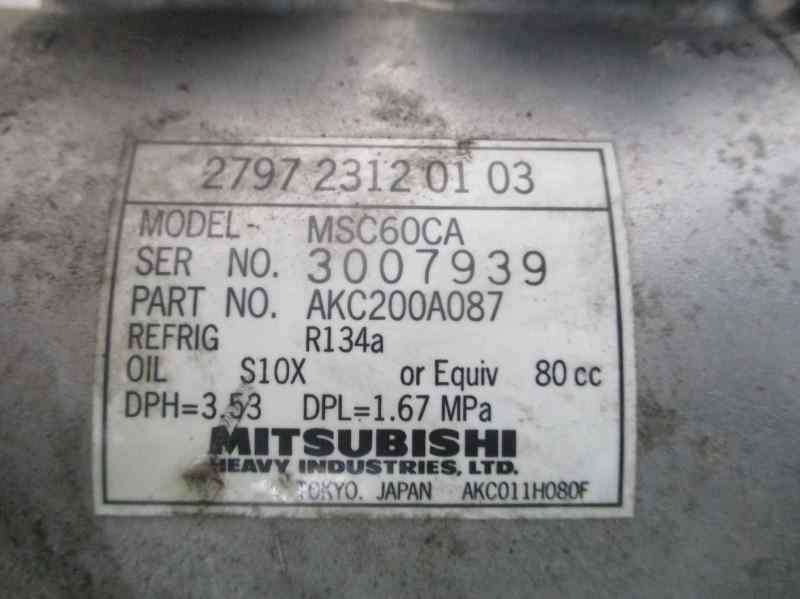 2797 2312 01 03
MODEL- MSC60CA
SER NO. 3007939
PART NO. AKC200A087
REFRIG R134a
OIL S10X or Equiv 80 cc
DPH=3.53 DPL=1.67 MPa
MITSUBISHI
HEAVY INDUSTRIES, LTD.
TOKYO. JAPAN AKC011H080F